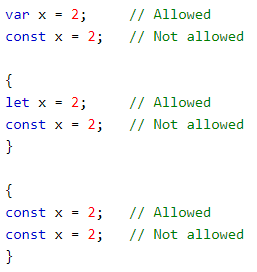 var x = 2;     // Allowed
const x = 2;   // Not allowed

{
let x = 2;     // Allowed
const x = 2;   // Not allowed
}

{
const x = 2;   // Allowed
const x = 2;   // Not allowed
}